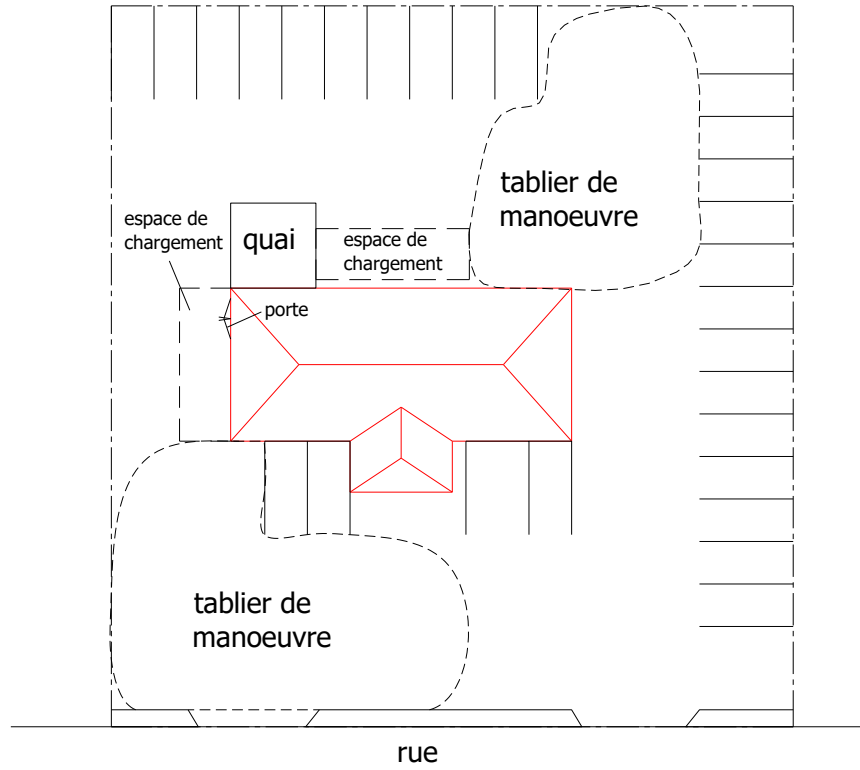 tablier de
manoeuvre
espace de
chargement
quai
espace de
chargement
porte
tablier de
manoeuvre
rue